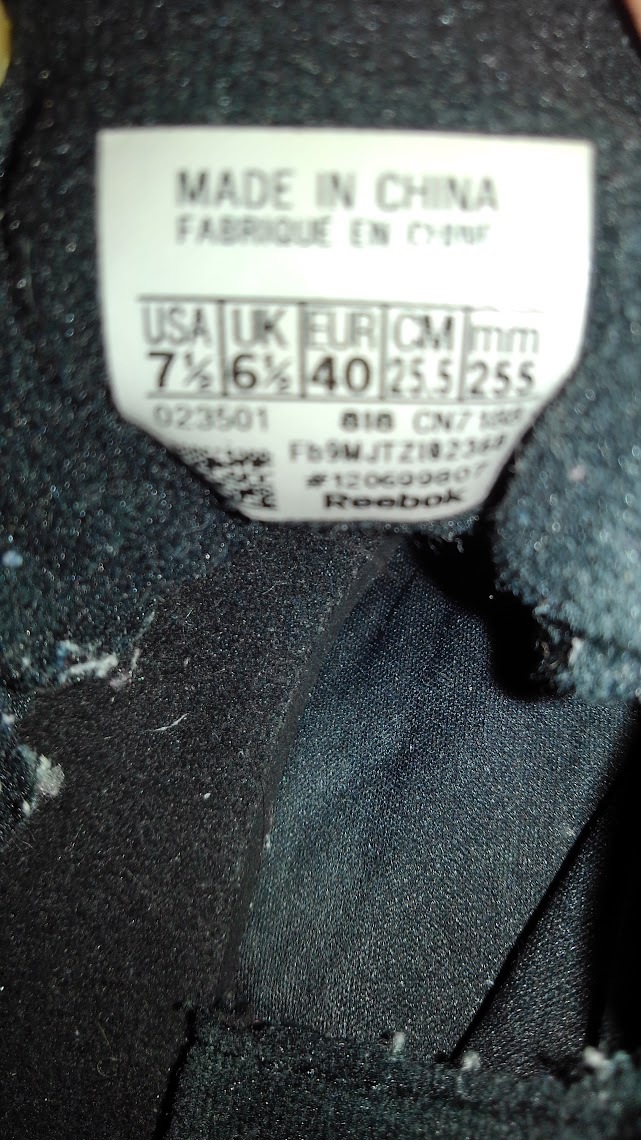 MADE IN CHINA
FABRIQUÉ EN CHINE
USA UK EUR CM mm
7½ 6½ 40 25.5 255
023501 818
Reebok